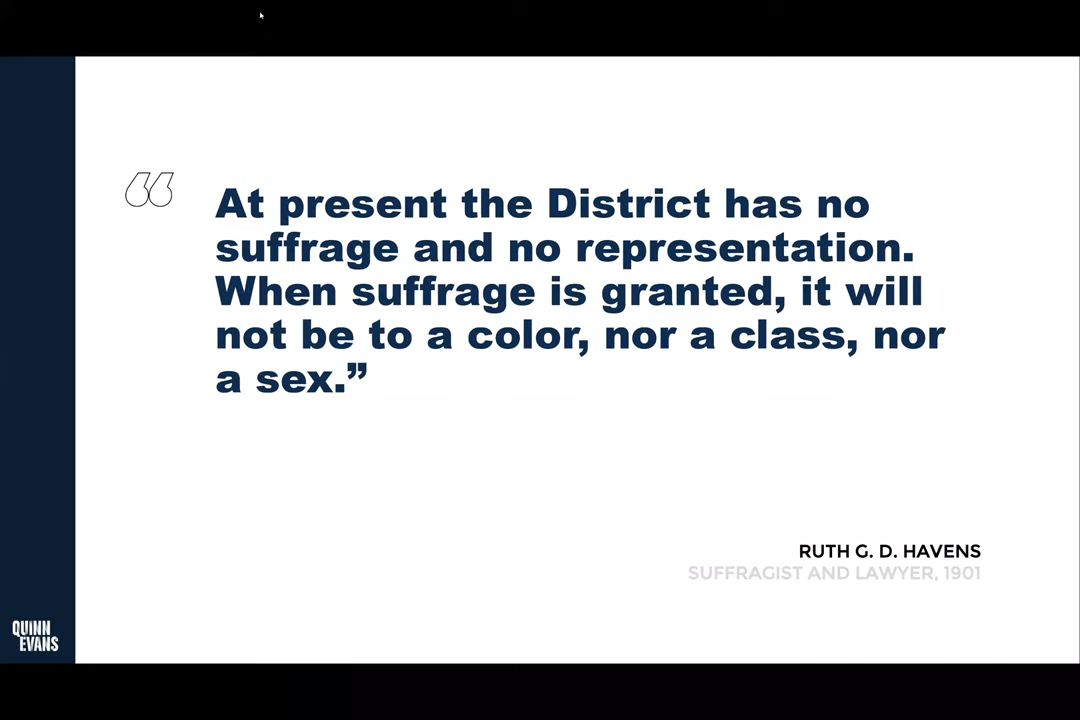 “
At present the District has no
suffrage and no representation.
When suffrage is granted, it will
not be to a color, nor a class, nor
a sex.”
RUTH G. D. HAVENS
SUFFRAGIST AND LAWYER, 1901
QUINN
EVANS